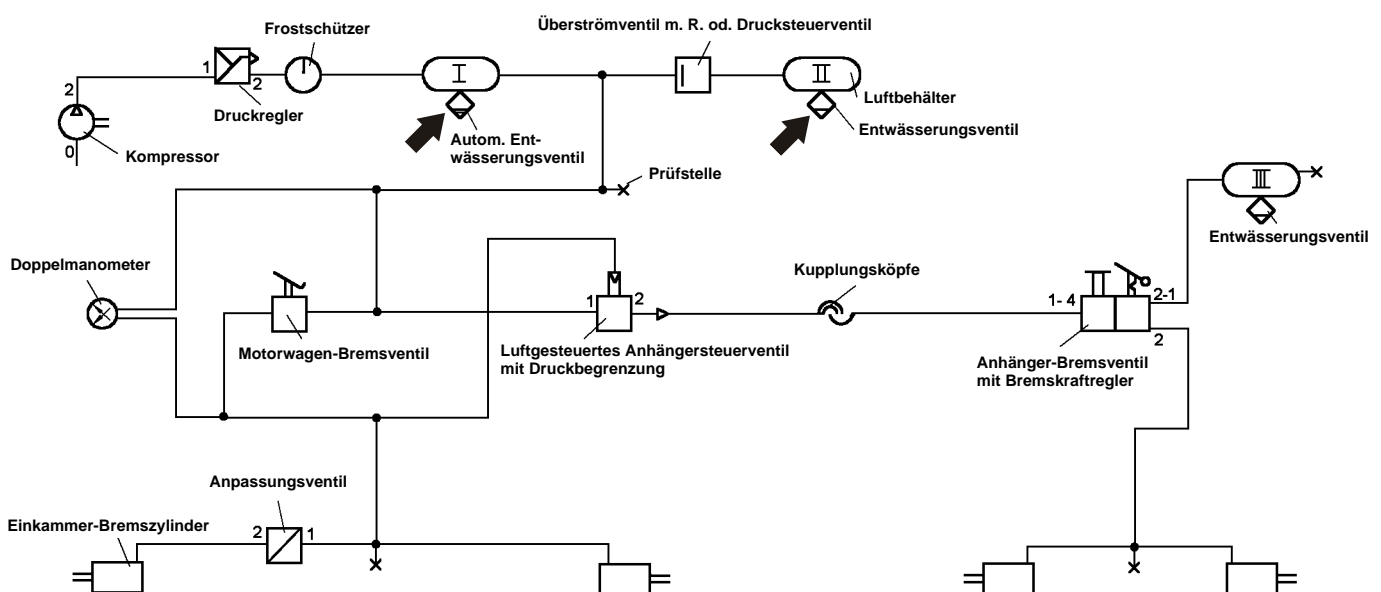 Überströmventil m. R. od. Drucksteuerventil
Frostschützer
1
I
II
2
2
Druckregler
Luftbehälter
Autom. Ent-
wässerungsventil
Entwässerungsventil
0
Kompressor
Prüfstelle
III
Entwässerungsventil
Doppelmanometer
Kupplungsköpfe
1
2
1-4
2-1
2
Motorwagen-Bremsventil
Luftgesteuertes Anhängersteuerventil
mit Druckbegrenzung
Anhänger-Bremsventil
mit Bremskraftregler
Anpassungsventil
Einkammer-Bremszylinder
2
1